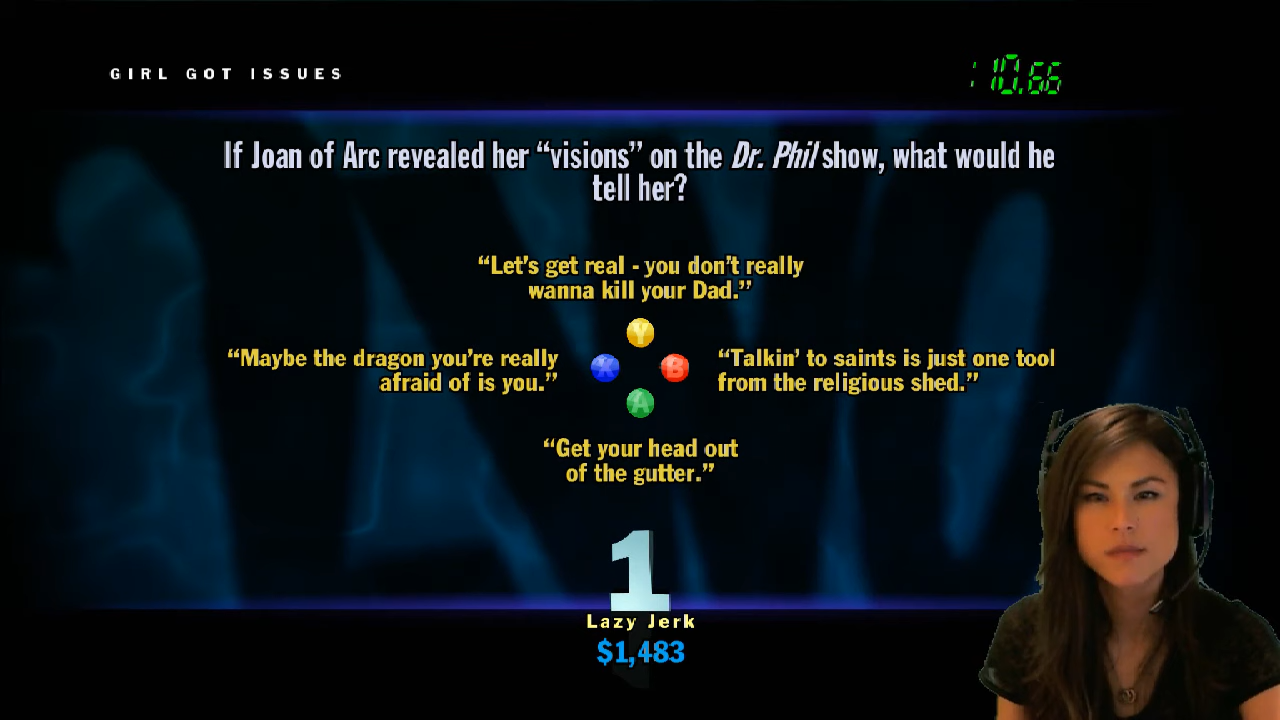 GIRL GOT ISSUES
:10.66
If Joan of Arc revealed her “visions” on the Dr. Phil show, what would he
tell her?
“Let's get real - you don't really
wanna kill your Dad.”
Y
“Maybe the dragon you're really
afraid of is you.”
X
B
“Talkin' to saints is just one tool
from the religious shed.”
A
“Get your head out
of the gutter.”
1
Lazy Jerk
$1,483